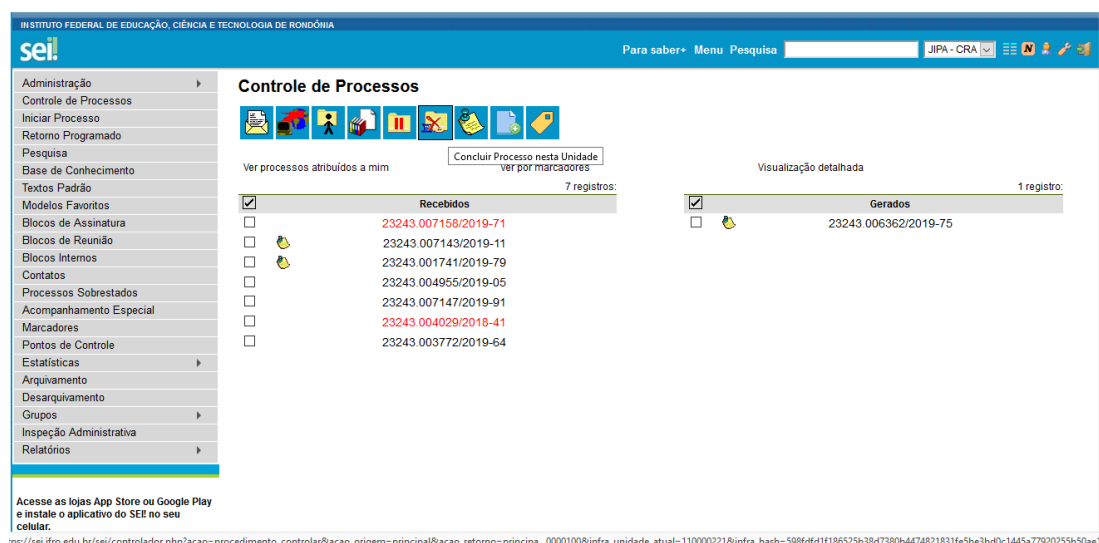 INSTITUTO FEDERAL DE EDUCAÇÃO, CIÊNCIA E TECNOLOGIA DE RONDÔNIA
sei!
Para saber+ Menu Pesquisa
JIPA - CRA
N
Administração
Controle de Processos
Iniciar Processo
Retorno Programado
Pesquisa
Base de Conhecimento
Textos Padrão
Modelos Favoritos
Blocos de Assinatura
Blocos de Reunião
Blocos Internos
Contatos
Processos Sobrestados
Acompanhamento Especial
Marcadores
Pontos de Controle
Estatísticas
Arquivamento
Desarquivamento
Grupos
Inspeção Administrativa
Relatórios
Acesse as lojas App Store ou Google Play
e instale o aplicativo do SEI! no seu
celular.
Controle de Processos
Concluir Processo nesta Unidade
Ver processos atribuídos a mim
Ver por marcadores
Visualização detalhada
7 registros:
Recebidos
23243.007158/2019-71
23243.007143/2019-11
23243.001741/2019-79
23243.004955/2019-05
23243.007147/2019-91
23243.004029/2018-41
23243.003772/2019-64
1 registro:
Gerados
23243.006362/2019-75